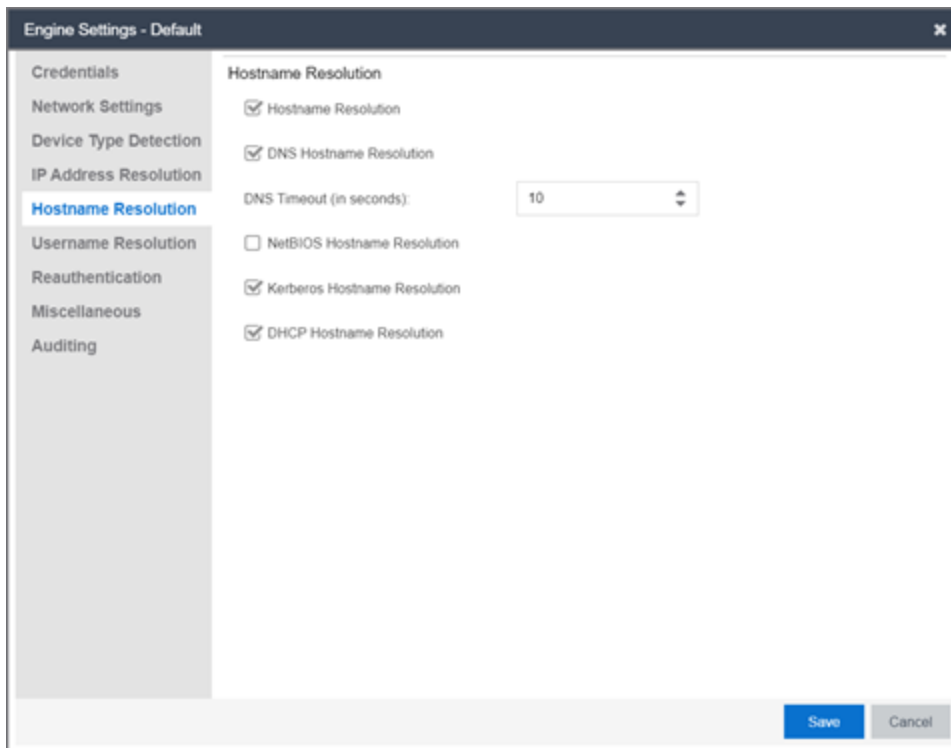 Engine Settings - Default
Credentials
Network Settings
Device Type Detection
IP Address Resolution
Hostname Resolution
Username Resolution
Reauthentication
Miscellaneous
Auditing
Hostname Resolution
Hostname Resolution
DNS Hostname Resolution
DNS Timeout (in seconds): 10
NetBIOS Hostname Resolution
Kerberos Hostname Resolution
DHCP Hostname Resolution
Save Cancel